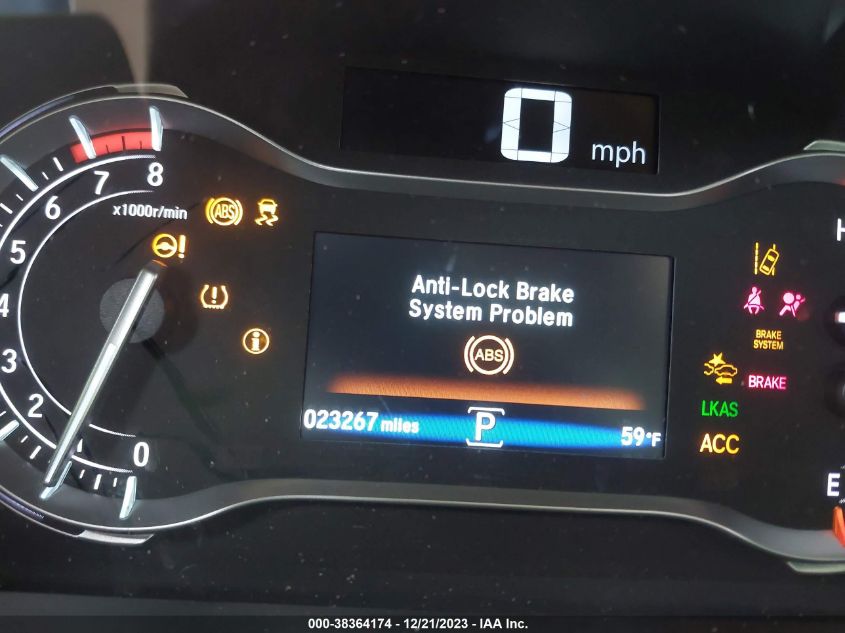 0 mph
8
7
6
5
4
3
2
0
x1000r/min
ABS
!
!
i
Anti-Lock Brake
System Problem
ABS
023267 miles
P
59°F
BRAKE
SYSTEM
BRAKE
LKAS
ACC
H
E
000-38364174 - 12/21/2023 - IAA Inc.